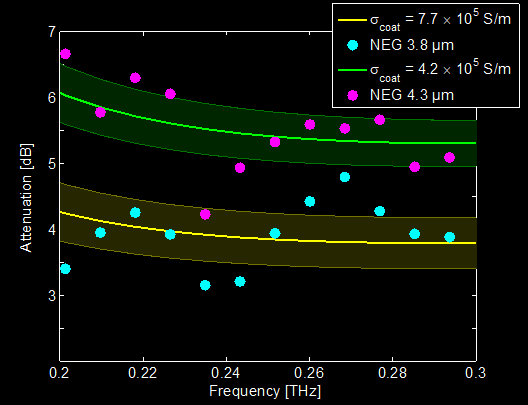 σcoat = 7.7 × 10^5 S/m
NEG 3.8 μm
σcoat = 4.2 × 10^5 S/m
NEG 4.3 μm
7
6
5
4
3
Attenuation [dB]
0.2 0.22 0.24 0.26 0.28 0.3
Frequency [THz]